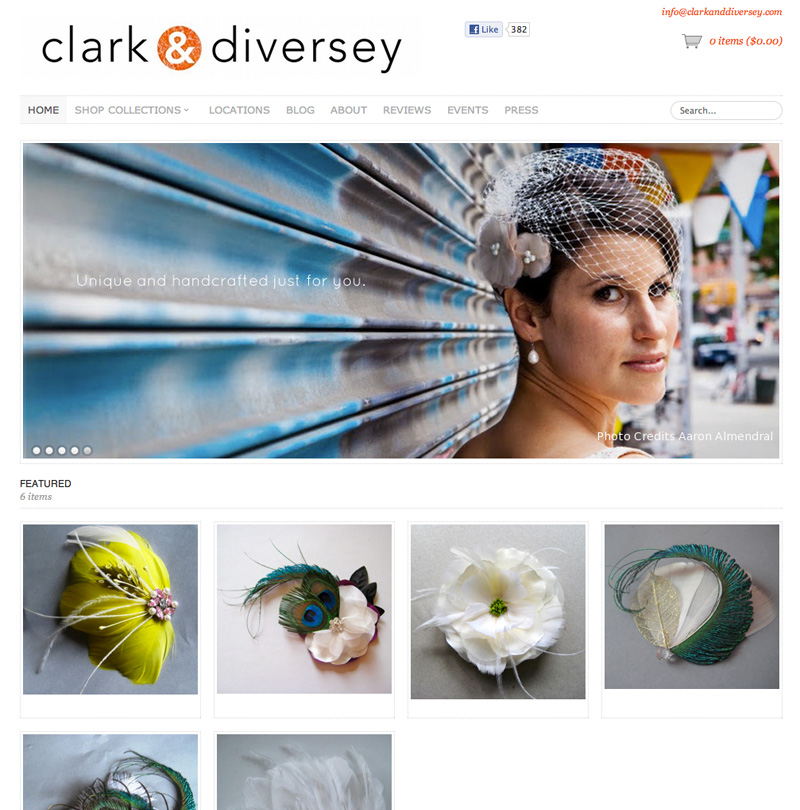 info@clarkanddiversey.com
clark & diversey
Like 382
0 items ($0.00)
HOME SHOP COLLECTIONS LOCATIONS BLOG ABOUT REVIEWS EVENTS PRESS
Search...
Unique and handcrafted just for you.
Photo Credits Aaron Almendral
FEATURED
6 items